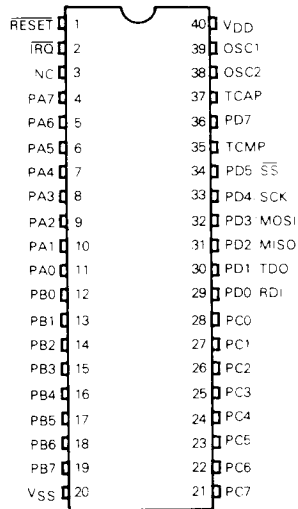 RESET 1 40 VDD
IRQ 2 39 OSC1
NC 3 38 OSC2
PA7 4 37 TCAP
PA6 5 36 PD7
PA5 6 35 TCMP
PA4 7 34 PD5 SS
PA3 8 33 PD4 SCK
PA2 9 32 PD3 MOSI
PA1 10 31 PD2 MISO
PA0 11 30 PD1 TDO
PB0 12 29 PD0 RDI
PB1 13 28 PC0
PB2 14 27 PC1
PB3 15 26 PC2
PB4 16 25 PC3
PB5 17 24 PC4
PB6 18 23 PC5
PB7 19 22 PC6
VSS 20 21 PC7